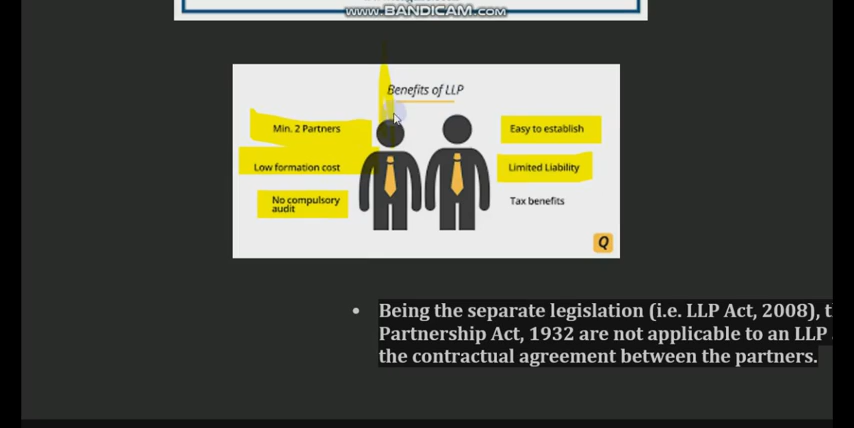 www.BANDICAM.com
Benefits of LLP
Min. 2 Partners
Low formation cost
No compulsory
audit
Easy to establish
Limited Liability
Tax benefits
Q
• Being the separate legislation (i.e. LLP Act, 2008),
Partnership Act, 1932 are not applicable to an LLP
the contractual agreement between the partners.